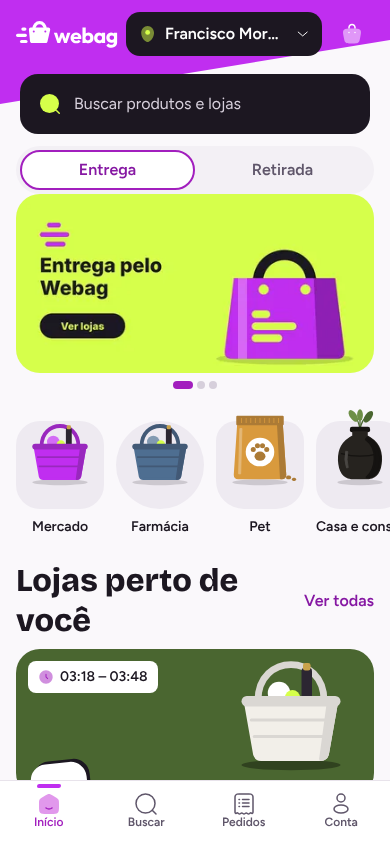 webag
Francisco Mor...
Buscar produtos e lojas
Entrega
Retirada
Entrega pelo
Webag
Ver lojas
Mercado
Farmácia
Pet
Casa e cons
Lojas perto de
você
Ver todas
03:18 – 03:48
Início
Buscar
Pedidos
Conta